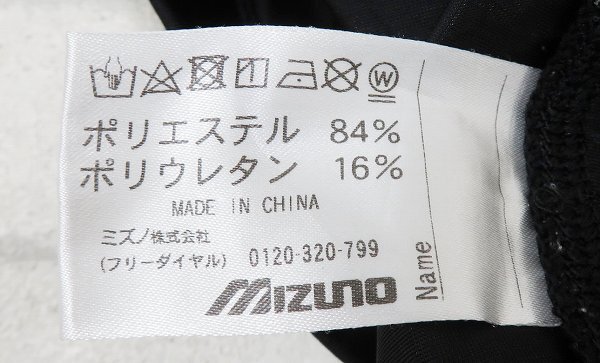 W
ポリエステル 84%
ポリウレタン 16%
MADE IN CHINA
ミズノ株式会社
(フリーダイヤル) 0120-320-799
MIZUNO
Name